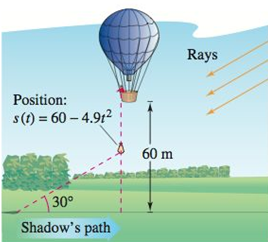 Rays
Position:
s(t) = 60 – 4.9t²
60 m
30°
Shadow's path